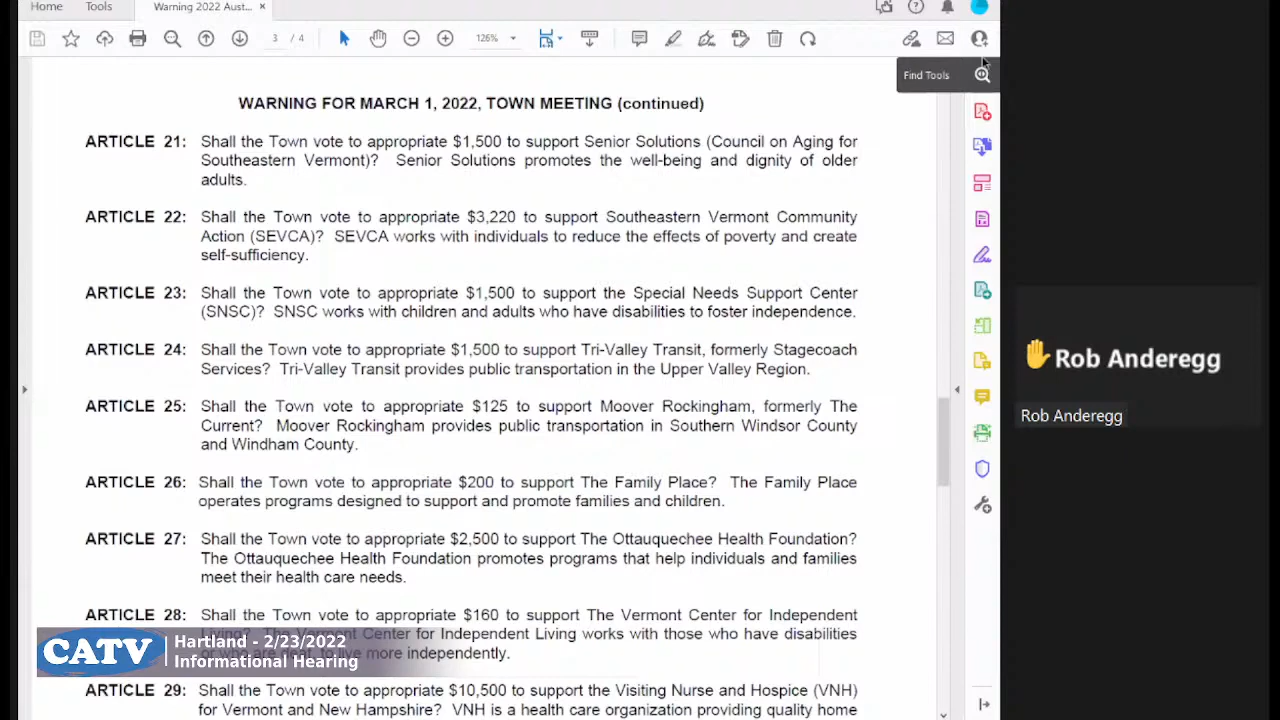 Home Tools Warning 2022 Aust... ×
3 / 4 126%
Find Tools
WARNING FOR MARCH 1, 2022, TOWN MEETING (continued)
ARTICLE 21: Shall the Town vote to appropriate $1,500 to support Senior Solutions (Council on Aging for
Southeastern Vermont)? Senior Solutions promotes the well-being and dignity of older
adults.
ARTICLE 22: Shall the Town vote to appropriate $3,220 to support Southeastern Vermont Community
Action (SEVCA)? SEVCA works with individuals to reduce the effects of poverty and create
self-sufficiency.
ARTICLE 23: Shall the Town vote to appropriate $1,500 to support the Special Needs Support Center
(SNSC)? SNSC works with children and adults who have disabilities to foster independence.
ARTICLE 24: Shall the Town vote to appropriate $1,500 to support Tri-Valley Transit, formerly Stagecoach
Services? Tri-Valley Transit provides public transportation in the Upper Valley Region.
ARTICLE 25: Shall the Town vote to appropriate $125 to support Moover Rockingham, formerly The
Current? Moover Rockingham provides public transportation in Southern Windsor County
and Windham County.
ARTICLE 26: Shall the Town vote to appropriate $200 to support The Family Place? The Family Place
operates programs designed to support and promote families and children.
ARTICLE 27: Shall the Town vote to appropriate $2,500 to support The Ottauquechee Health Foundation?
The Ottauquechee Health Foundation promotes programs that help individuals and families
meet their health care needs.
ARTICLE 28: Shall the Town vote to appropriate $160 to support The Vermont Center for Independent
Living? The Vermont Center for Independent Living works with those who have disabilities
or who are deaf, to live more independently.
ARTICLE 29: Shall the Town vote to appropriate $10,500 to support the Visiting Nurse and Hospice (VNH)
for Vermont and New Hampshire? VNH is a health care organization providing quality home
CATV
Hartland - 2/23/2022
Informational Hearing
Rob Anderegg
Rob Anderegg